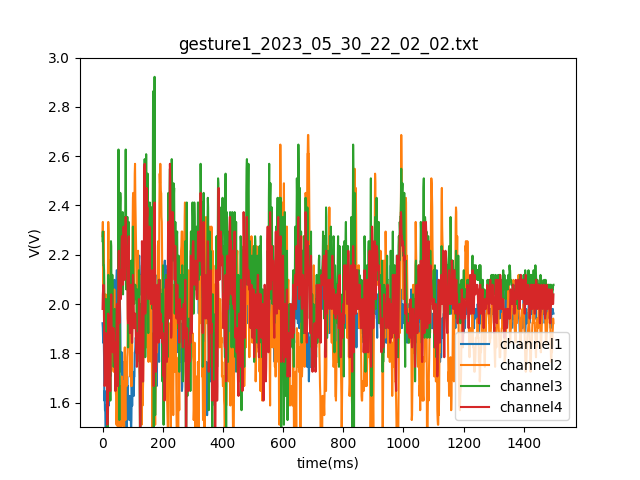 gesture1_2023_05_30_22_02_02.txt
V(V)
3.0
2.8
2.6
2.4
2.2
2.0
1.8
1.6
0 200 400 600 800 1000 1200 1400
time(ms)
channel1
channel2
channel3
channel4